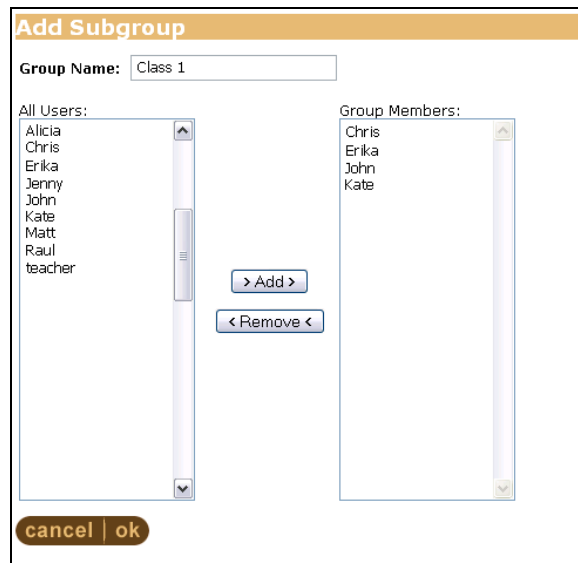 Add Subgroup
Group Name: Class 1
All Users:
Alicia
Chris
Erika
Jenny
John
Kate
Matt
Raul
teacher
> Add >
< Remove <
Group Members:
Chris
Erika
John
Kate
cancel | ok